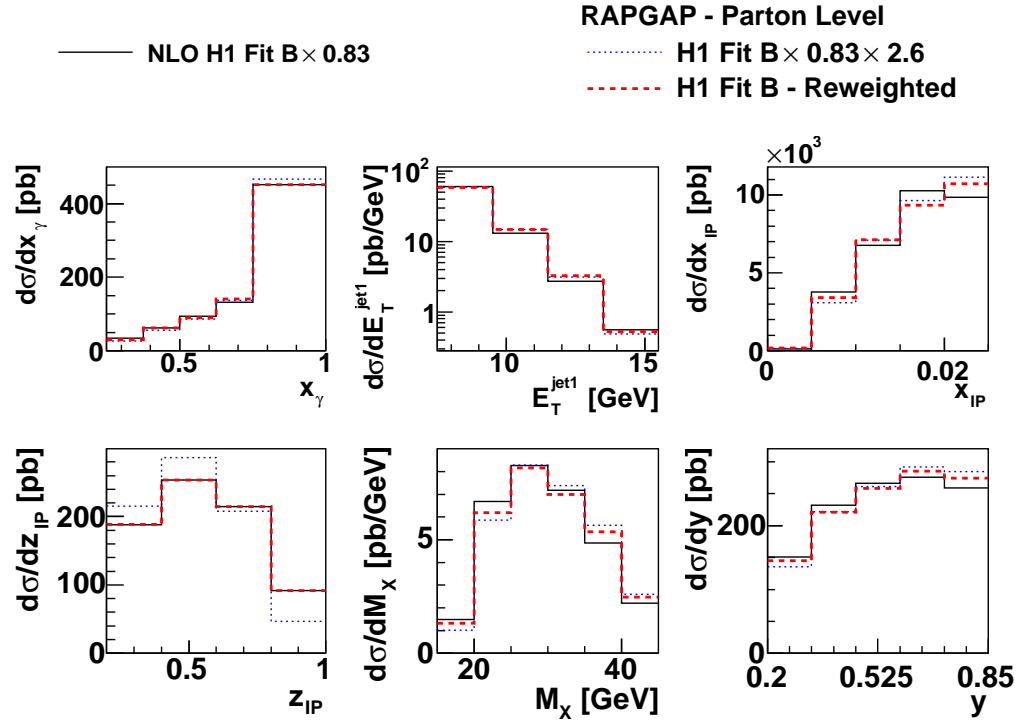 RAPGAP - Parton Level
NLO H1 Fit B × 0.83
H1 Fit B × 0.83 × 2.6
H1 Fit B - Reweighted
dσ/dx_γ [pb]
400
200
0
0.5
1
x_γ
dσ/dE_T^jet1 [pb/GeV]
10^2
10
1
10
15
E_T^jet1 [GeV]
×10^3
dσ/dx_IP [pb]
10
5
0
0
0.02
x_IP
dσ/dz_IP [pb]
200
100
0
0.5
1
z_IP
dσ/dM_X [pb/GeV]
5
0
20
40
M_X [GeV]
dσ/dy [pb]
200
0
0.2
0.525
0.85
y